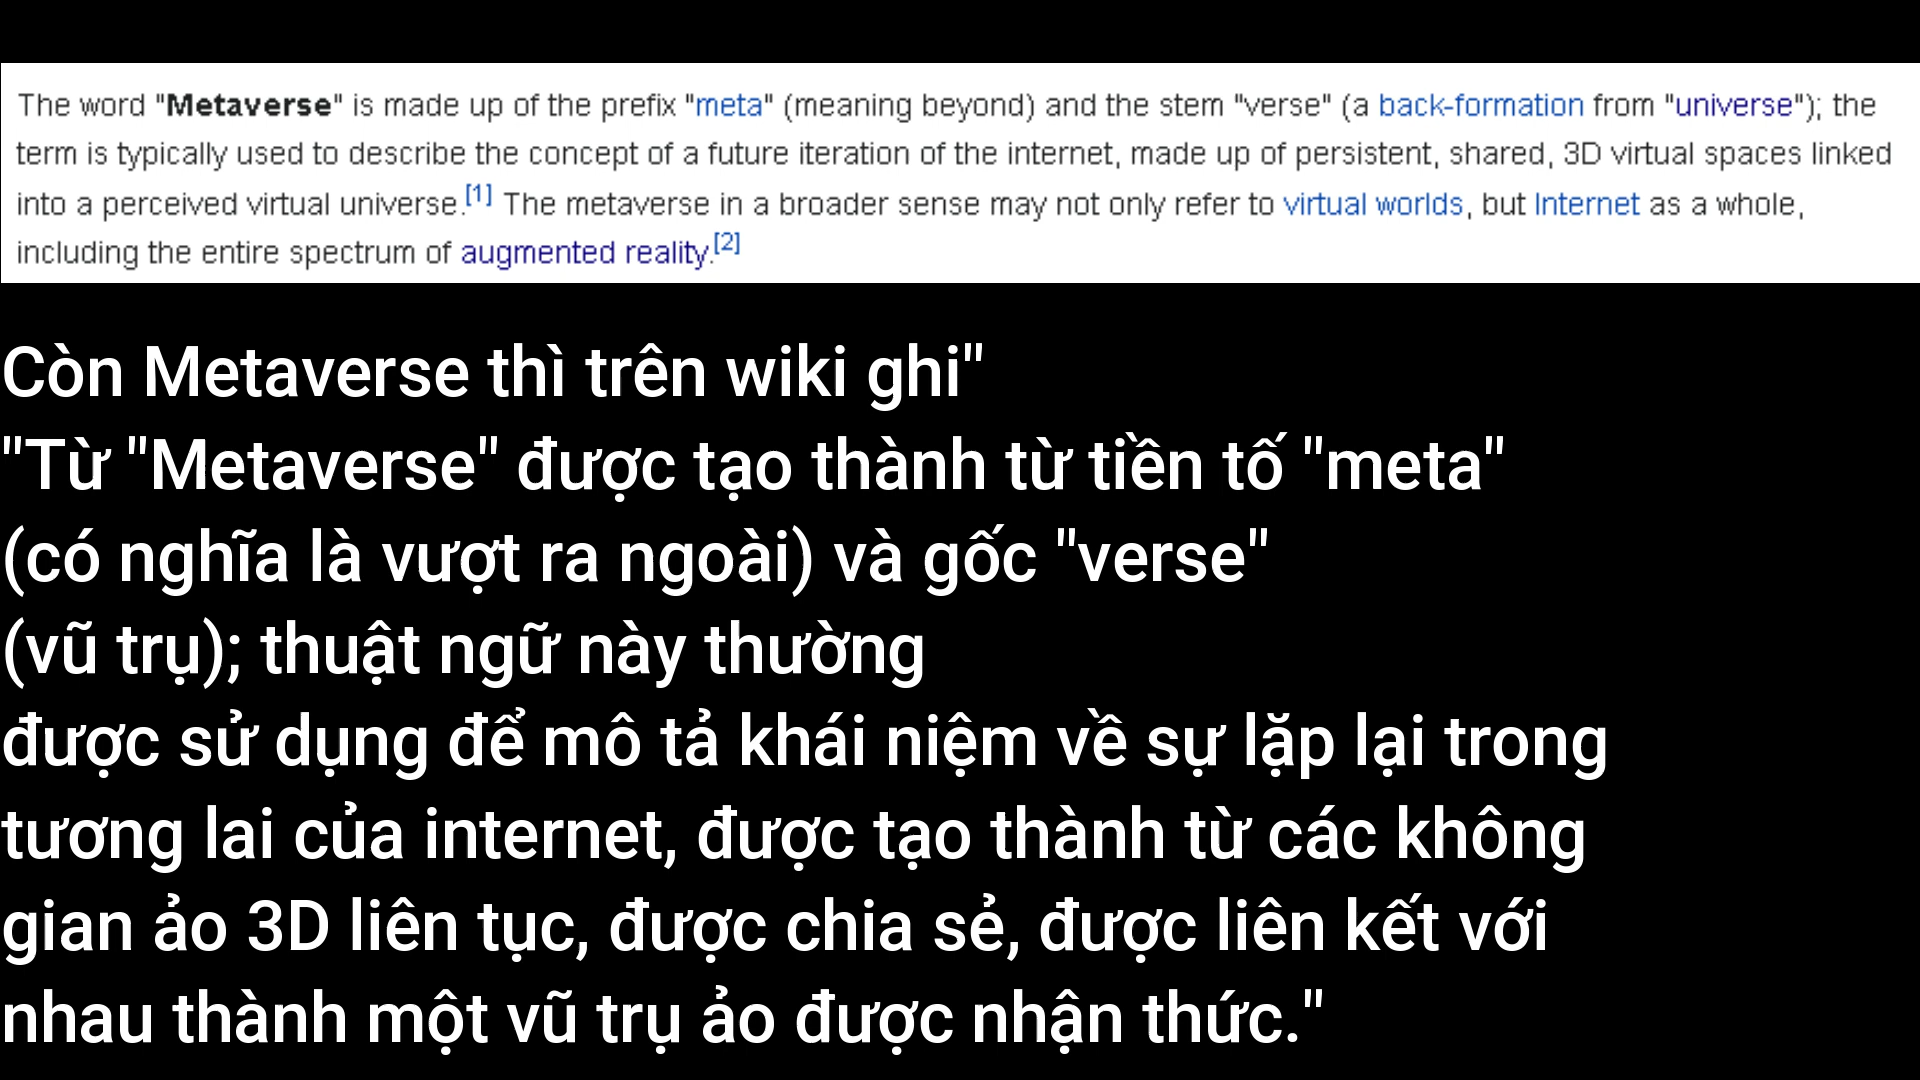 The word "Metaverse" is made up of the prefix "meta" (meaning beyond) and the stem "verse" (a back-formation from "universe"); the
term is typically used to describe the concept of a future iteration of the internet, made up of persistent, shared, 3D virtual spaces linked
into a perceived virtual universe.[1] The metaverse in a broader sense may not only refer to virtual worlds, but Internet as a whole,
including the entire spectrum of augmented reality.[2]
Còn Metaverse thì trên wiki ghi"
"Từ "Metaverse" được tạo thành từ tiền tố "meta"
(có nghĩa là vượt ra ngoài) và gốc "verse"
(vũ trụ); thuật ngữ này thường
được sử dụng để mô tả khái niệm về sự lặp lại trong
tương lai của internet, được tạo thành từ các không
gian ảo 3D liên tục, được chia sẻ, được liên kết với
nhau thành một vũ trụ ảo được nhận thức."